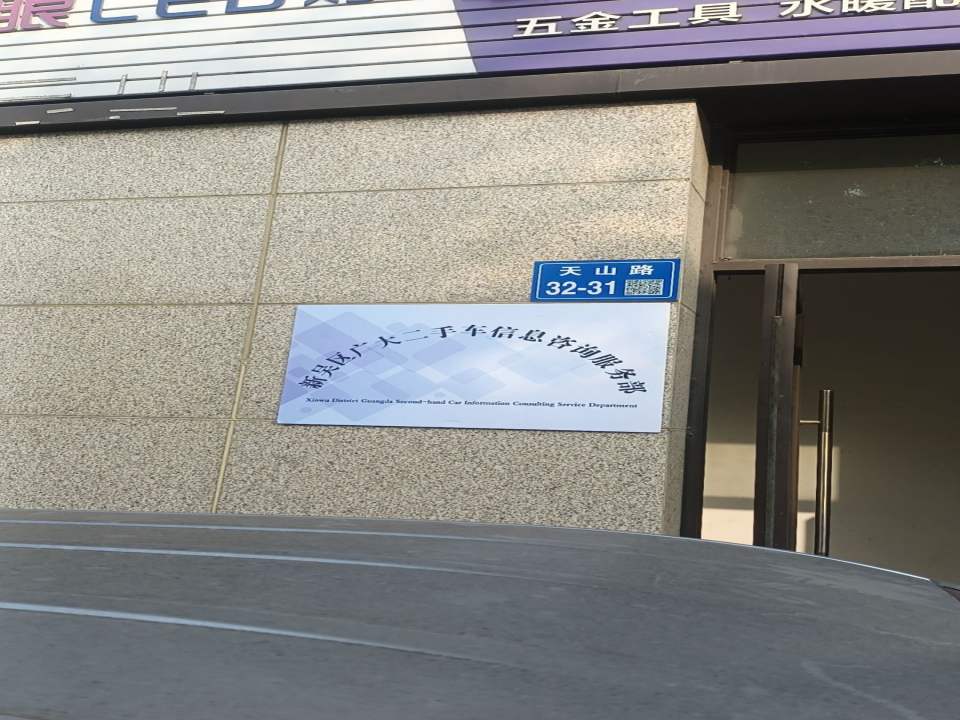 LED
五金工具 水暖配
天山路
32-31
新吴区广大二手车信息咨询服务部
Xinwu District Guangda Second-hand Car Information Consulting Service Department